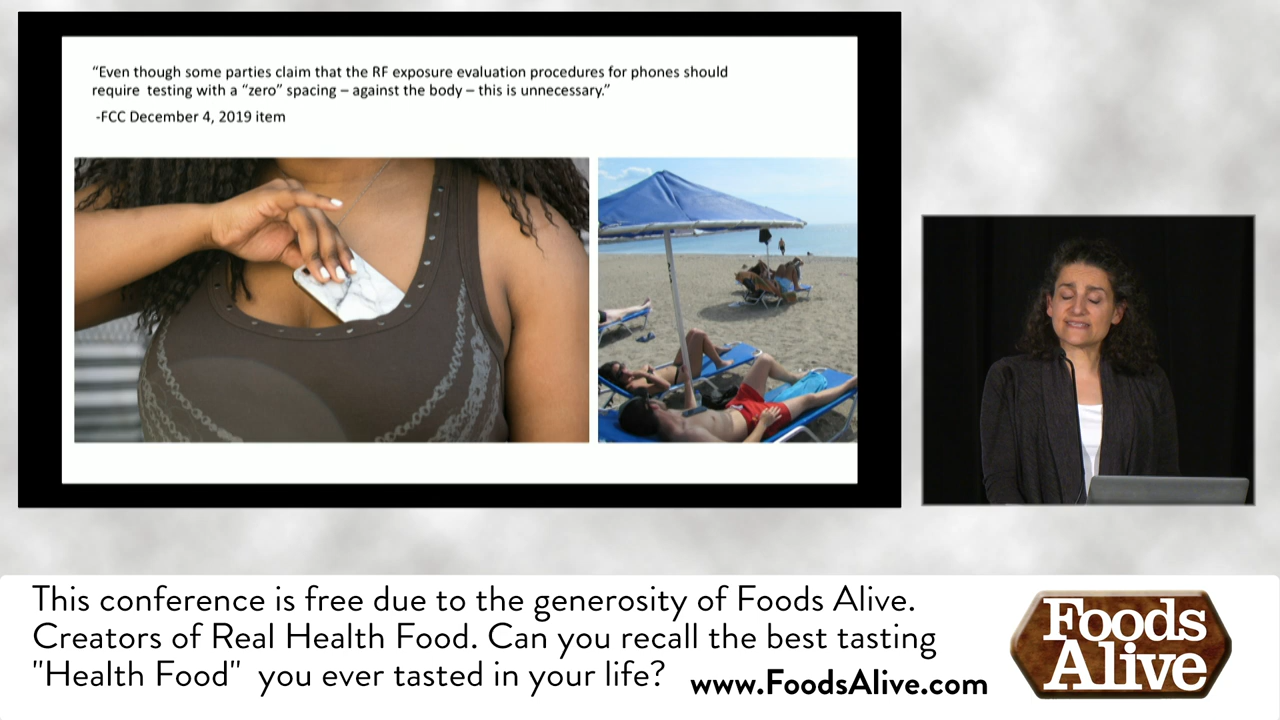 “Even though some parties claim that the RF exposure evaluation procedures for phones should
require testing with a “zero” spacing – against the body – this is unnecessary.”
-FCC December 4, 2019 item
This conference is free due to the generosity of Foods Alive.
Creators of Real Health Food. Can you recall the best tasting
"Health Food" you ever tasted in your life?
www.FoodsAlive.com
Foods
Alive